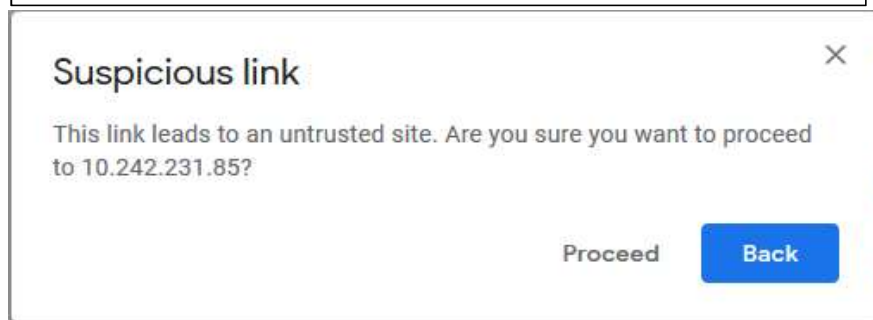 Suspicious link
This link leads to an untrusted site. Are you sure you want to proceed
to 10.242.231.85?
Proceed Back